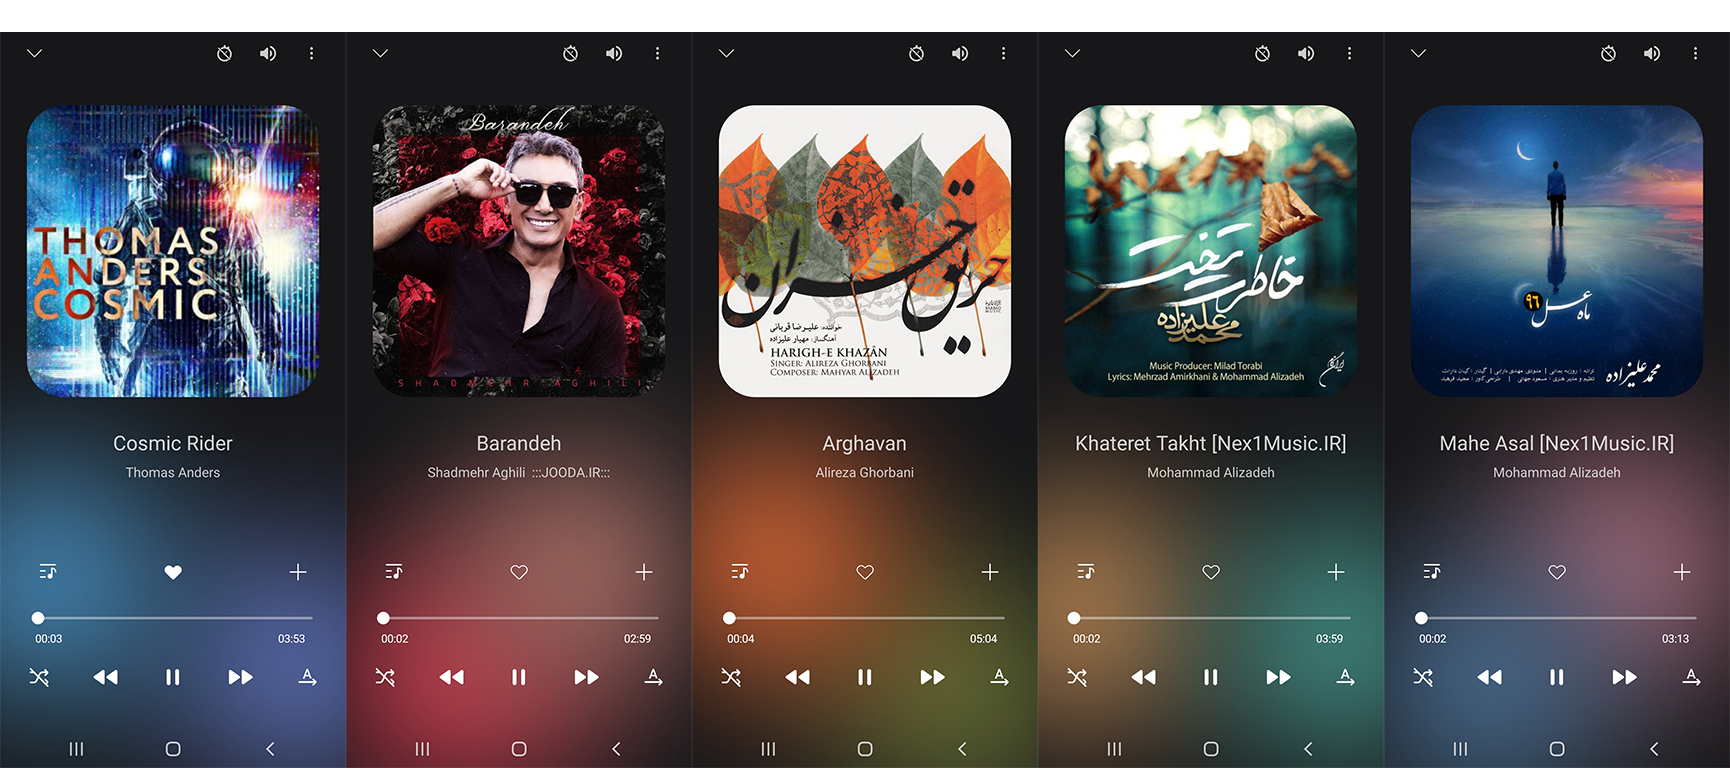 THOMAS
ANDERS
COSMIC
Cosmic Rider
Thomas Anders
00:03
03:53
A
Barandeh
SHADMEHR AGHILI
Barandeh
Shadmehr Aghili :::JOODA.IR:::
00:02
02:59
A
حریق خزان
خواننده: علیرضا قربانی
آهنگساز: مهیار علیزاده
HARIGH-E KHAZÂN
SINGER: ALIREZA GHORBANI
COMPOSER: MAHYAR ALIZADEH
Arghavan
Alireza Ghorbani
00:04
05:04
A
خاطرت تخت
محمد علیزاده
Music Producer: Milad Torabi
Lyrics: Mehrzad Amirkhani & Mohammad Alizadeh
Khateret Takht [Nex1Music.IR]
Mohammad Alizadeh
00:02
03:59
A
ماه عسل ۹۶
محمد علیزاده
Mahe Asal [Nex1Music.IR]
Mohammad Alizadeh
00:02
03:13
A